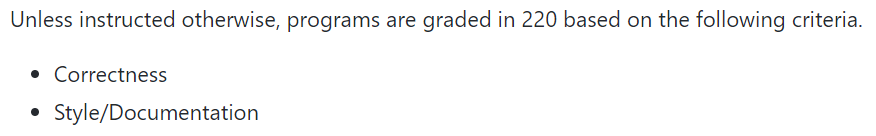 Unless instructed otherwise, programs are graded in 220 based on the following criteria.
• Correctness
• Style/Documentation